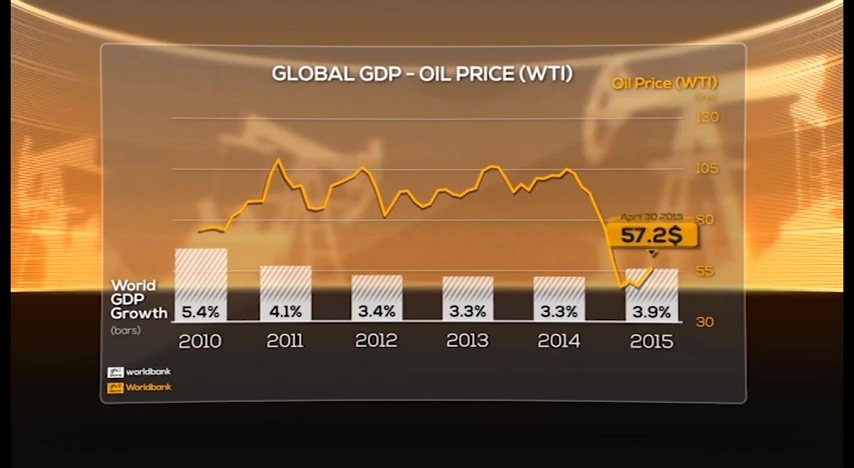 GLOBAL GDP - OIL PRICE (WTI)
Oil Price (WTI)
130
105
80
April 30 2015
57.2$
55
30
World
GDP
Growth
(bars)
5.4%
4.1%
3.4%
3.3%
3.3%
3.9%
2010
2011
2012
2013
2014
2015
worldbank
Worldbank